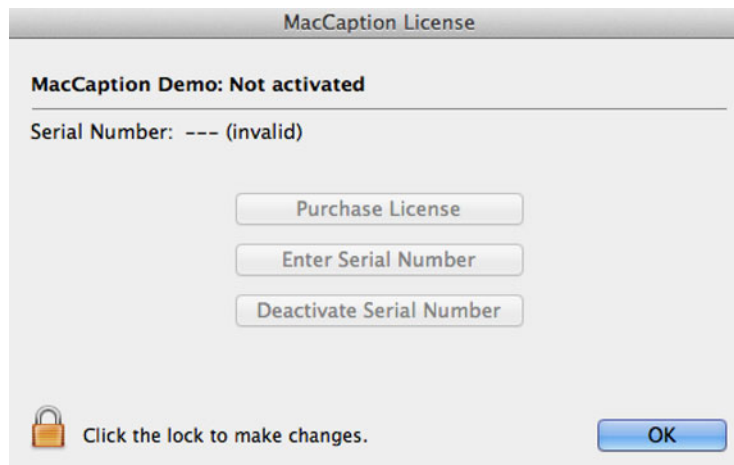 MacCaption License
MacCaption Demo: Not activated
Serial Number: --- (invalid)
Purchase License
Enter Serial Number
Deactivate Serial Number
Click the lock to make changes.
OK